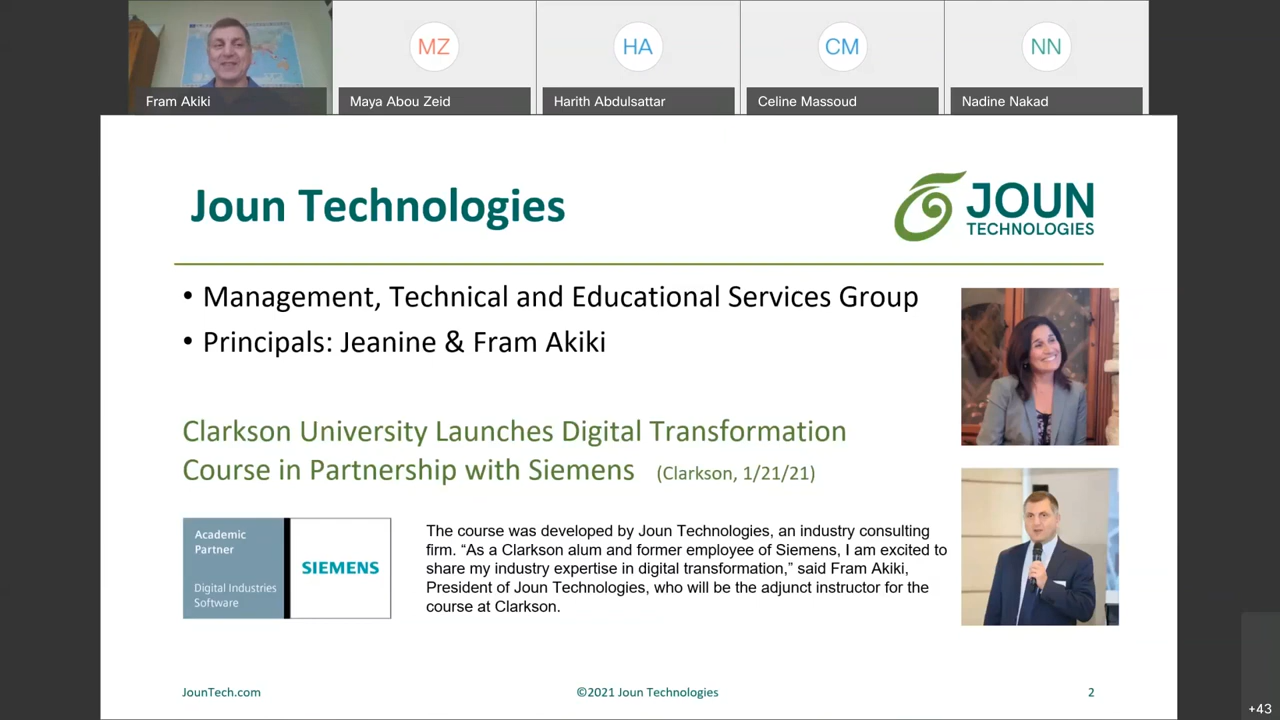 MZ
HA
CM
NN
Fram Akiki
Maya Abou Zeid
Harith Abdulsattar
Celine Massoud
Nadine Nakad
Joun Technologies
JOUN
TECHNOLOGIES
• Management, Technical and Educational Services Group
• Principals: Jeanine & Fram Akiki
Clarkson University Launches Digital Transformation
Course in Partnership with Siemens (Clarkson, 1/21/21)
Academic
Partner
Digital Industries
Software
SIEMENS
The course was developed by Joun Technologies, an industry consulting
firm. “As a Clarkson alum and former employee of Siemens, I am excited to
share my industry expertise in digital transformation,” said Fram Akiki,
President of Joun Technologies, who will be the adjunct instructor for the
course at Clarkson.
JounTech.com
©2021 Joun Technologies
2
+43